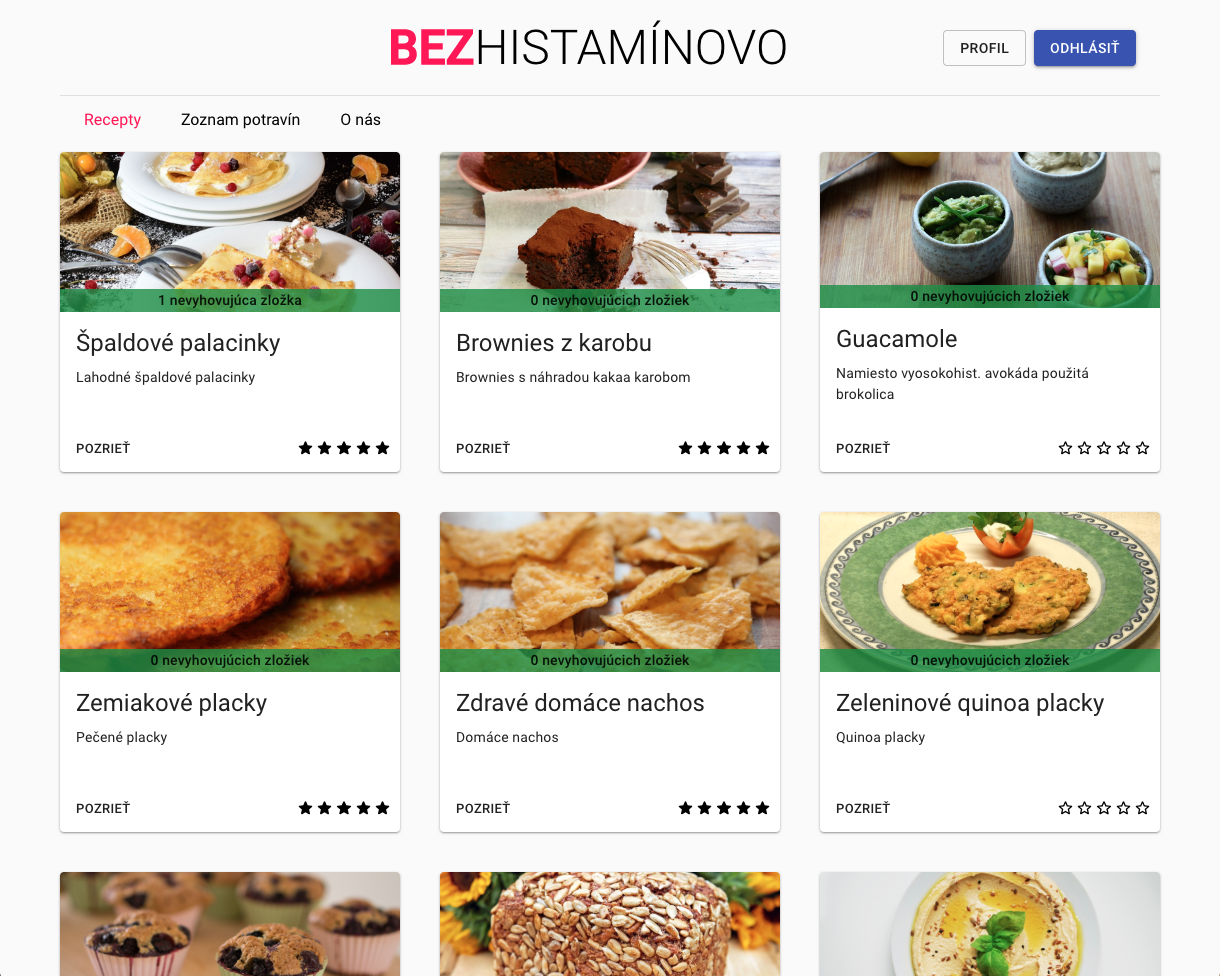 BEZHISTAMÍNOVO
PROFIL
ODHLÁSIŤ
Recepty
Zoznam potravín
O nás
1 nevyhovujúca zložka
Špaldové palacinky
Lahodné špaldové palacinky
POZRIEŤ
0 nevyhovujúcich zložiek
Brownies z karobu
Brownies s náhradou kakaa karobom
POZRIEŤ
0 nevyhovujúcich zložiek
Guacamole
Namiesto vyosokohist. avokáda použitá
brokolica
POZRIEŤ
0 nevyhovujúcich zložiek
Zemiakové placky
Pečené placky
POZRIEŤ
0 nevyhovujúcich zložiek
Zdravé domáce nachos
Domáce nachos
POZRIEŤ
0 nevyhovujúcich zložiek
Zeleninové quinoa placky
Quinoa placky
POZRIEŤ